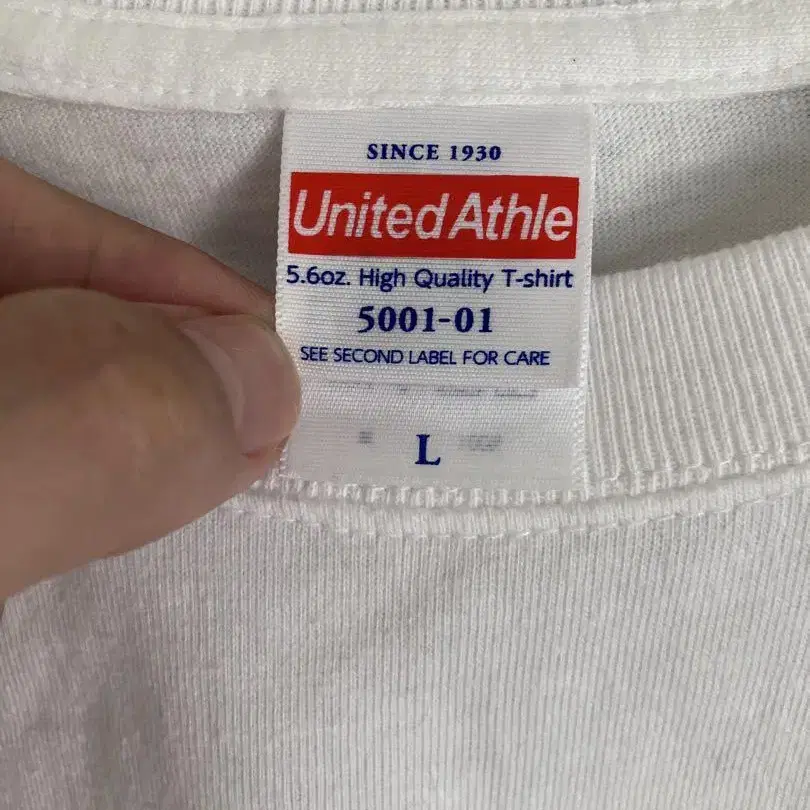 SINCE 1930
United Athle
5.6oz. High Quality T-shirt
5001-01
SEE SECOND LABEL FOR CARE
L